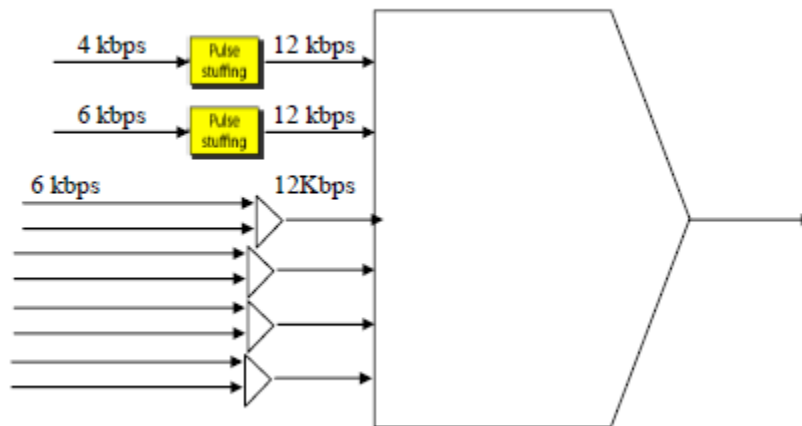 4 kbps
Pulse
stuffing
12 kbps
6 kbps
Pulse
stuffing
12 kbps
6 kbps
12Kbps